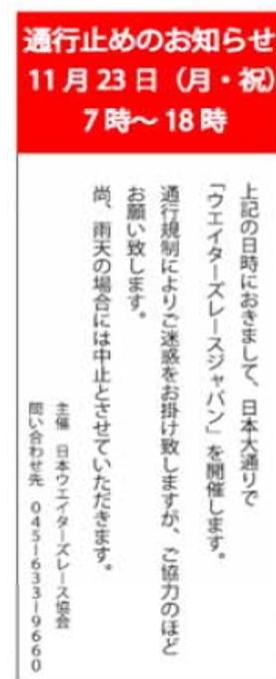 通行止めのお知らせ
11月23日（月・祝）
7時～18時
上記の日時におきまして、日本大通りで
「ウエイターズレースジャパン」を開催します。
通行規制によりご迷惑をお掛け致しますが、ご協力のほど
お願い致します。
尚、雨天の場合には中止とさせていただきます。
主催　日本ウエイターズレース協会
問い合わせ先　045-633-9660